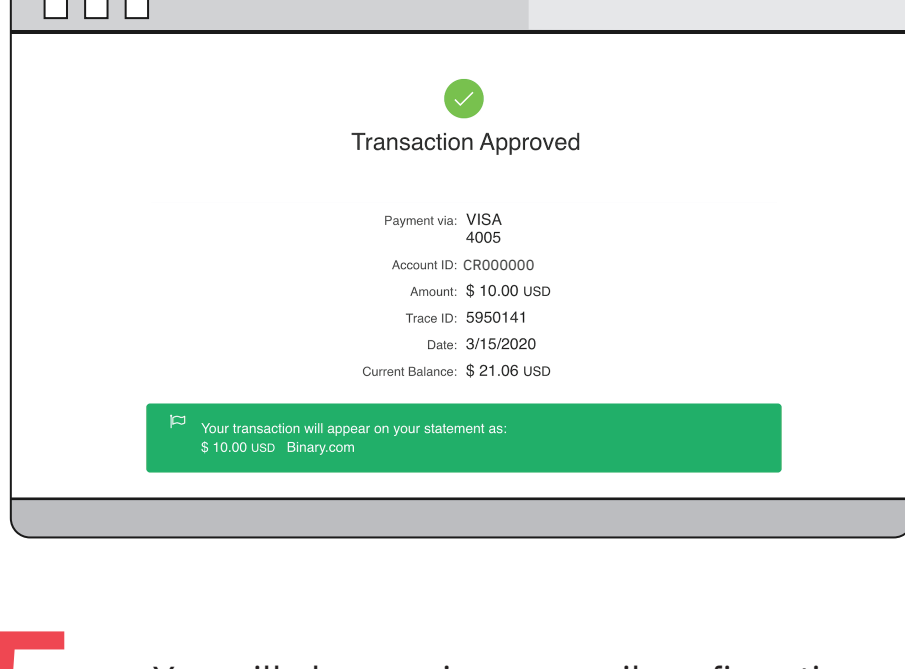 Transaction Approved
Payment via: VISA
4005
Account ID: CR000000
Amount: $ 10.00 USD
Trace ID: 5950141
Date: 3/15/2020
Current Balance: $ 21.06 USD
Your transaction will appear on your statement as:
$ 10.00 USD Binary.com